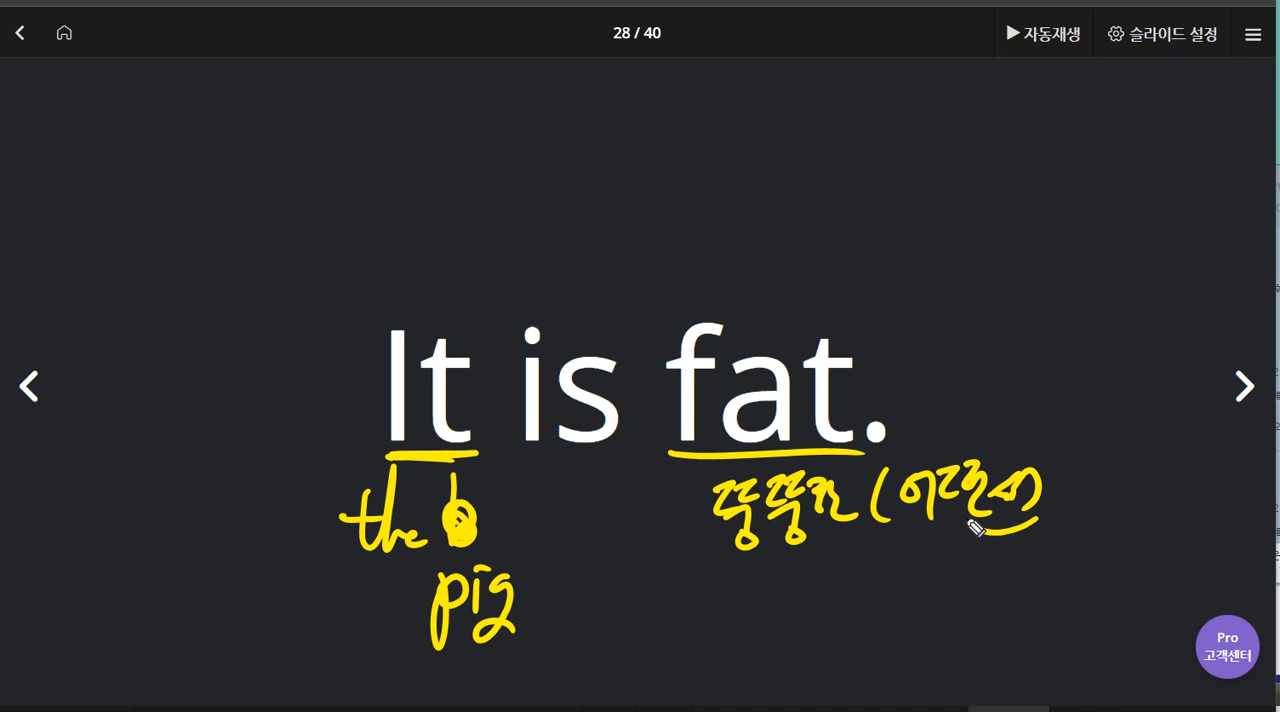 28 / 40
▶ 자동재생
슬라이드 설정
It is fat.
the
뚱뚱한
pig
Pro
고객센터